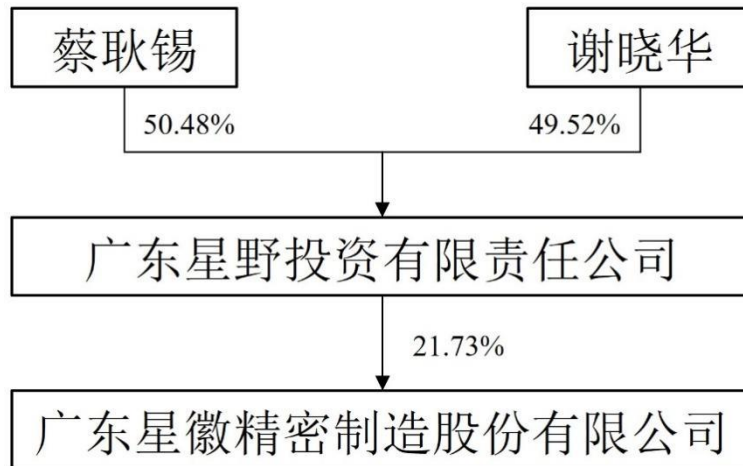 蔡耿锡
谢晓华
50.48%
49.52%
广东星野投资有限责任公司
21.73%
广东星徽精密制造股份有限公司